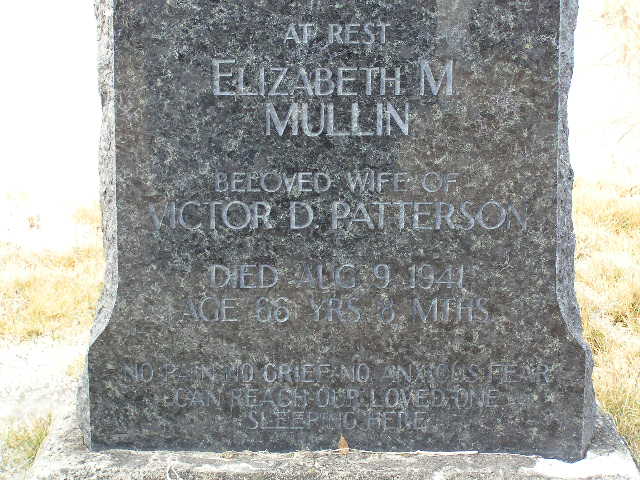 AT REST
ELIZABETH M.
MULLIN
BELOVED WIFE OF
VICTOR D. PATTERSON
DIED AUG. 9. 1941
AGE 66 YRS. 8 MTHS.
NO PAIN, NO GRIEF, NO ANXIOUS FEAR
CAN REACH OUR LOVED ONE
SLEEPING HERE.